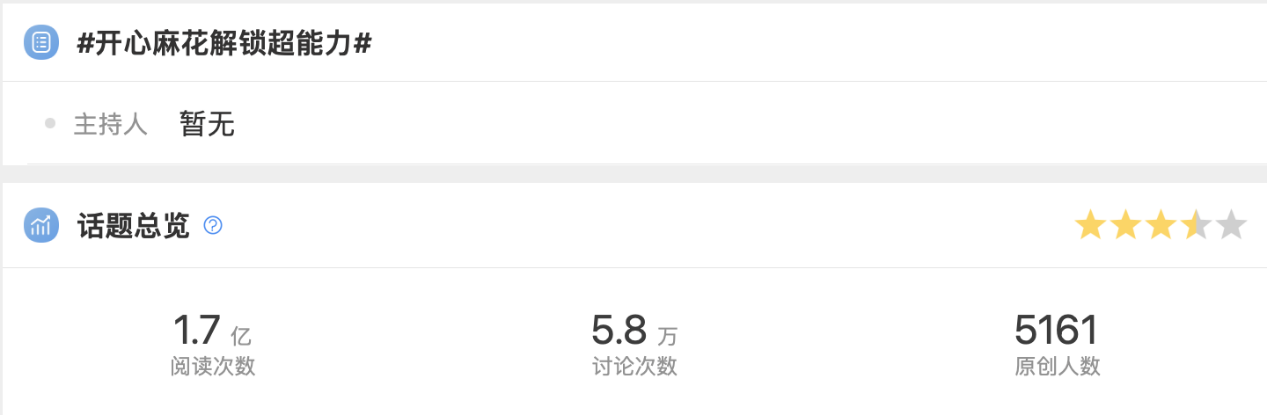 #开心麻花解锁超能力#
主持人 暂无
话题总览 ?
1.7 亿 5.8 万 5161
阅读次数 讨论次数 原创人数